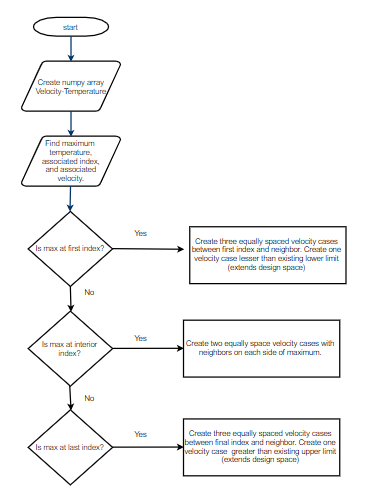 start
Create numpy array
Velocity-Temperature
Find maximum
temperature,
associated index,
and associated
velocity.
Is max at first index?
Yes
Create three equally spaced velocity cases
between first index and neighbor. Create one
velocity case lesser than existing lower limit
(extends design space)
No
Is max at interior
index?
Yes
Create two equally space velocity cases with
neighbors on each side of maximum.
No
Is max at last index?
Yes
Create three equally spaced velocity cases
between final index and neighbor. Create one
velocity case  greater than existing upper limit
(extends design space)